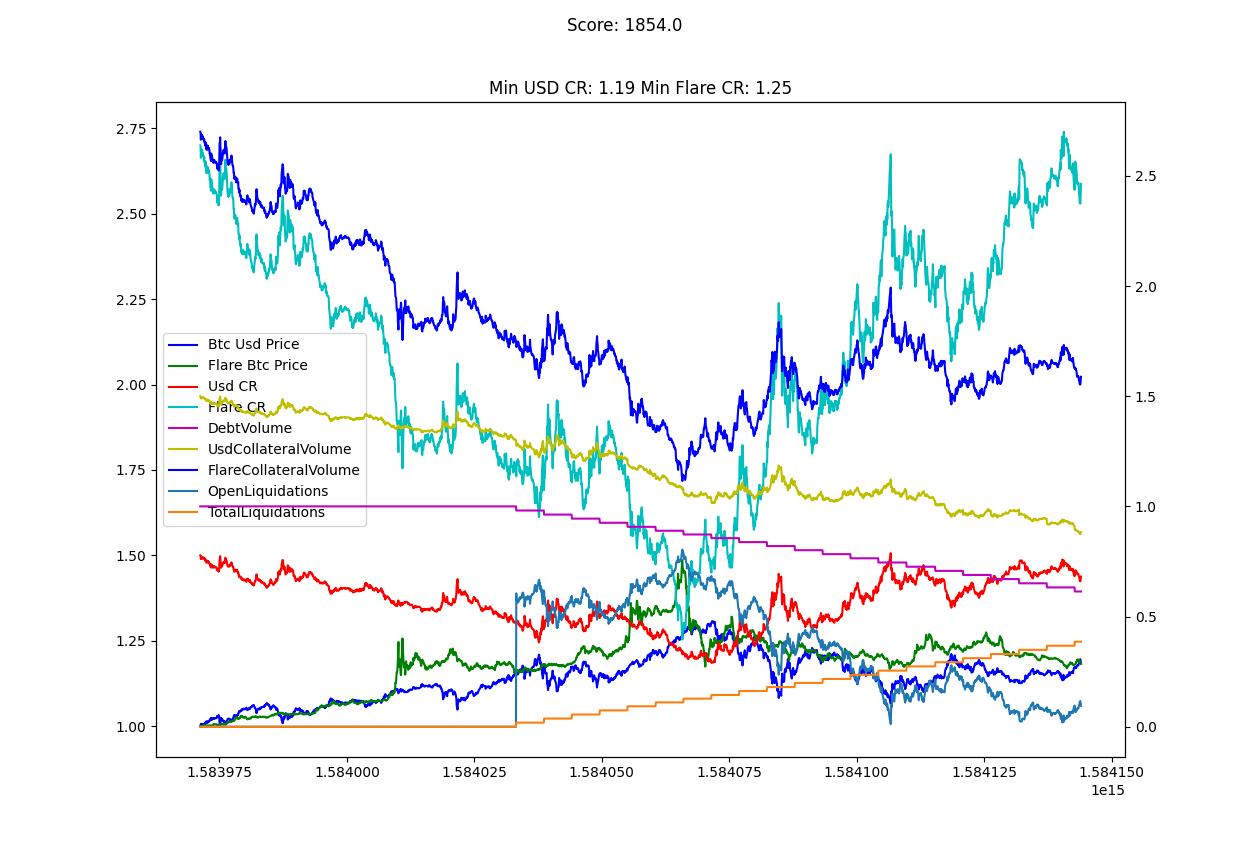 Score: 1854.0
Min USD CR: 1.19 Min Flare CR: 1.25
2.75
2.50
2.25
2.00
1.75
1.50
1.25
1.00
2.5
2.0
1.5
1.0
0.5
0.0
Btc Usd Price
Flare Btc Price
Usd CR
Flare CR
DebtVolume
UsdCollateralVolume
FlareCollateralVolume
OpenLiquidations
TotalLiquidations
1.583975 1.584000 1.584025 1.584050 1.584075 1.584100 1.584125 1.584150
1e15